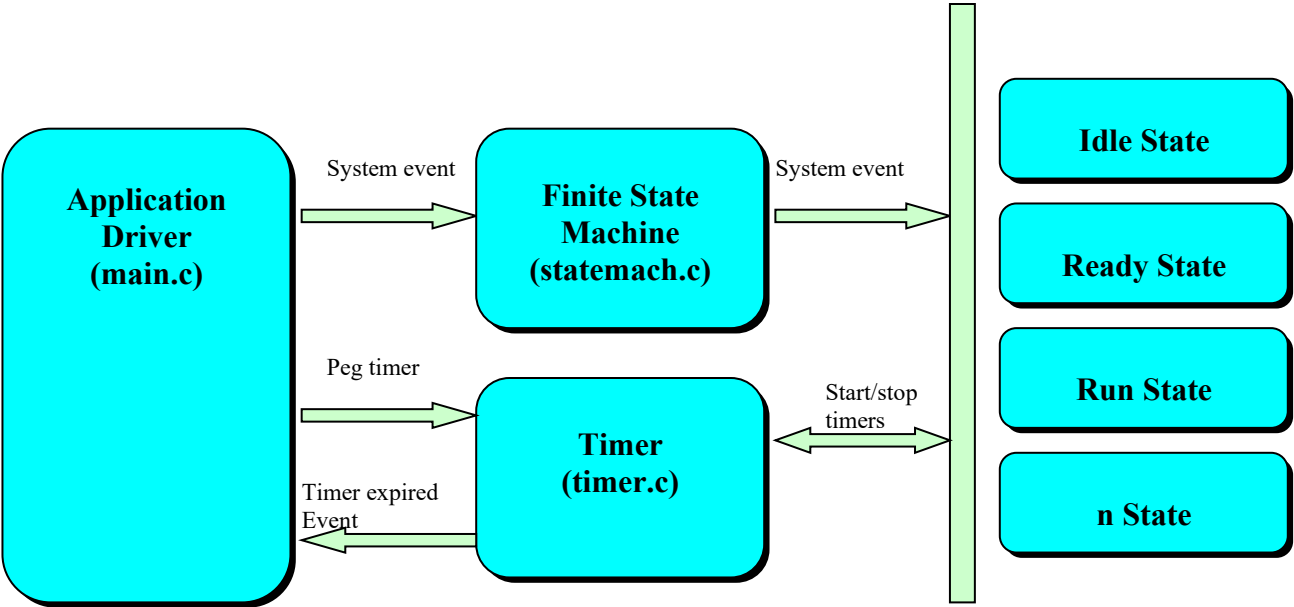 Application
Driver
(main.c)
System event
Finite State
Machine
(statemach.c)
System event
Peg timer
Timer expired
Event
Timer
(timer.c)
Start/stop
timers
Idle State
Ready State
Run State
n State